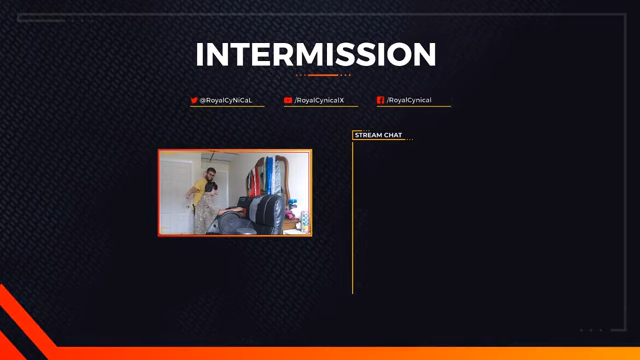 INTERMISSION
@RoyalCyNiCaL
/RoyalCynicalX
/RoyalCynical
STREAM CHAT